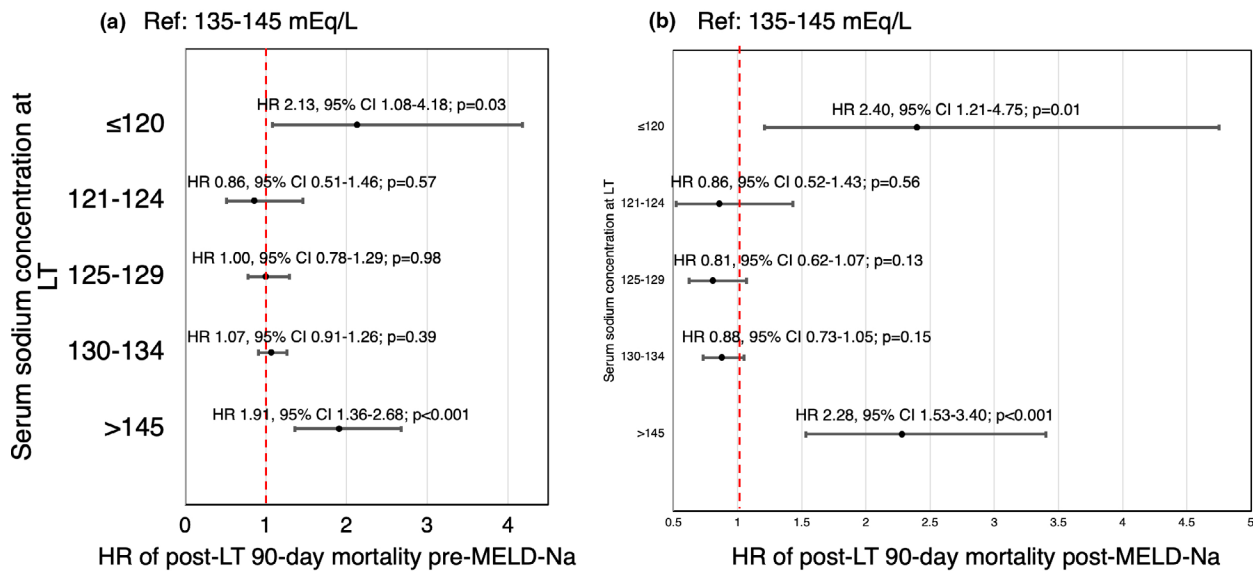 (a) Ref: 135-145 mEq/L
Serum sodium concentration at
LT
≤120
121-124
125-129
130-134
>145
HR 2.13, 95% CI 1.08-4.18; p=0.03
HR 0.86, 95% CI 0.51-1.46; p=0.57
HR 1.00, 95% CI 0.78-1.29; p=0.98
HR 1.07, 95% CI 0.91-1.26; p=0.39
HR 1.91, 95% CI 1.36-2.68; p<0.001
0 1 2 3 4
HR of post-LT 90-day mortality pre-MELD-Na
(b) Ref: 135-145 mEq/L
Serum sodium concentration at LT
≤120
121-124
125-129
130-134
>145
HR 2.40, 95% CI 1.21-4.75; p=0.01
HR 0.86, 95% CI 0.52-1.43; p=0.56
HR 0.81, 95% CI 0.62-1.07; p=0.13
HR 0.88, 95% CI 0.73-1.05; p=0.15
HR 2.28, 95% CI 1.53-3.40; p<0.001
0.5 1 1.5 2 2.5 3 3.5 4 4.5 5
HR of post-LT 90-day mortality post-MELD-Na